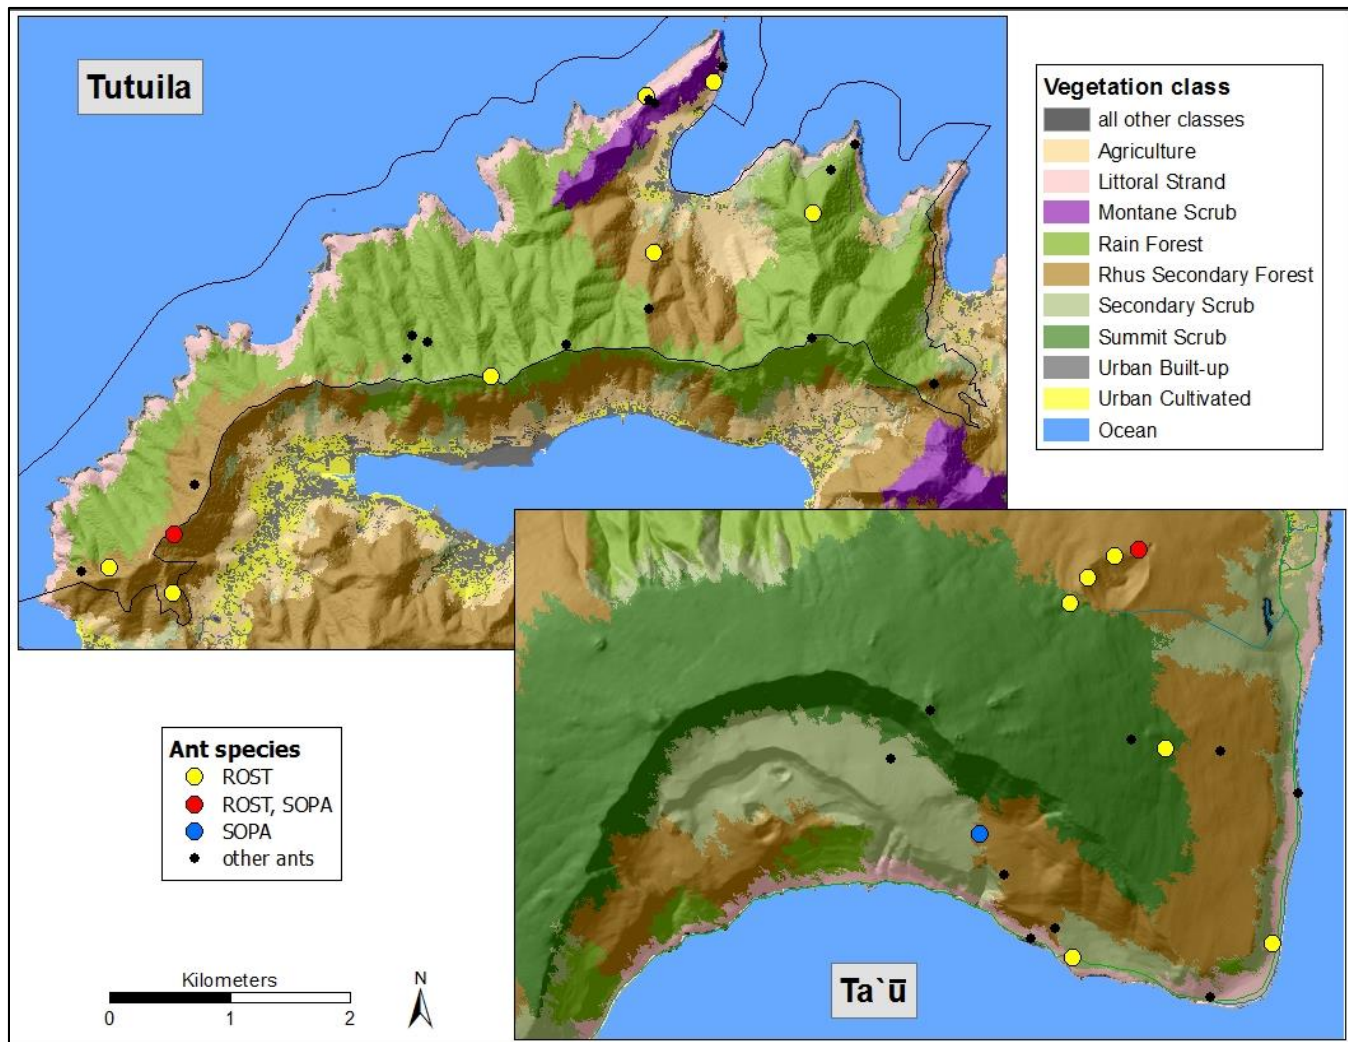 Tutuila
Vegetation class
all other classes
Agriculture
Littoral Strand
Montane Scrub
Rain Forest
Rhus Secondary Forest
Secondary Scrub
Summit Scrub
Urban Built-up
Urban Cultivated
Ocean
Ant species
ROST
ROST, SOPA
SOPA
other ants
Kilometers
0 1 2
N
Ta`ū